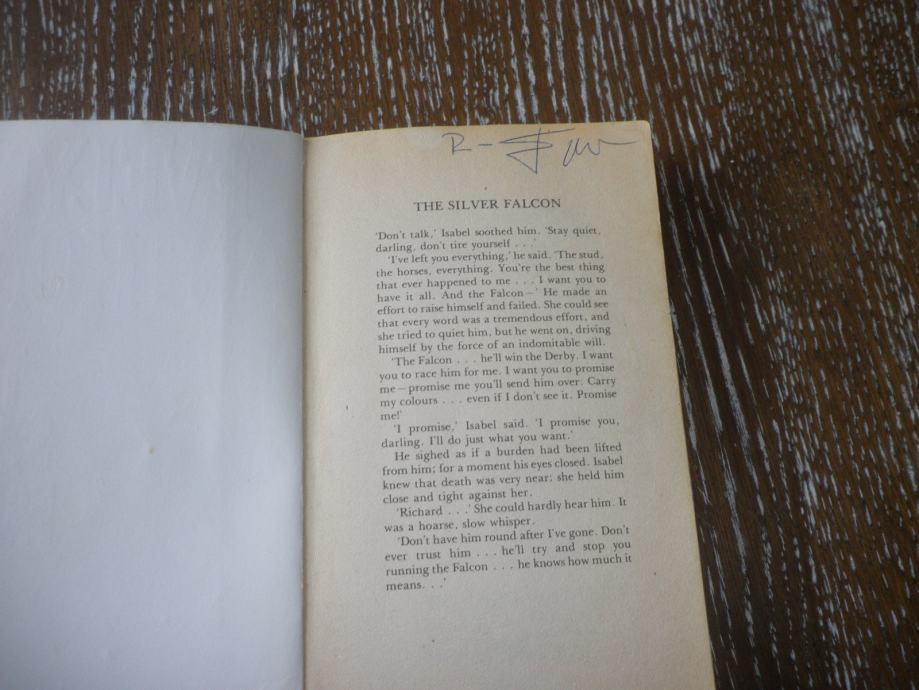 THE SILVER FALCON
'Don't talk,' Isabel soothed him. 'Stay quiet,
darling, don't tire yourself . . .'
'I've left you everything,' he said. 'The stud,
the horses, everything. You're the best thing
that ever happened to me . . . I want you to
have it all. And the Falcon—' He made an
effort to raise himself and failed. She could see
that every word was a tremendous effort, and
she tried to quiet him, but he went on, driving
himself by the force of an indomitable will.
'The Falcon . . . he'll win the Derby. I want
you to race him for me. I want you to promise
me—promise me you'll send him over. Carry
my colours . . . even if I don't see it. Promise
me!'
'I promise,' Isabel said. 'I promise you,
darling. I'll do just what you want.'
He sighed as if a burden had been lifted
from him; for a moment his eyes closed. Isabel
knew that death was very near; she held him
close and tight against her.
'Richard . . .' She could hardly hear him. It
was a hoarse, slow whisper.
'Don't have him round after I've gone. Don't
ever trust him . . . he'll try and stop you
running the Falcon . . . he knows how much it
means. . .'